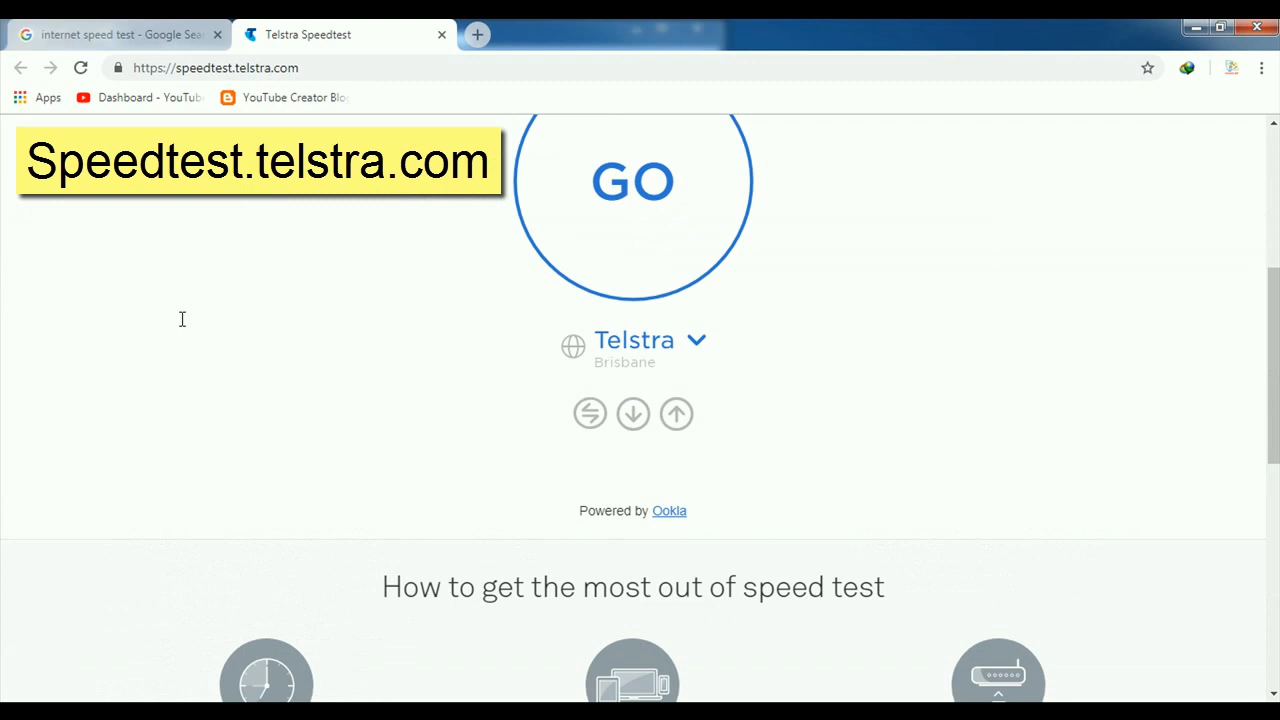 internet speed test - Google Sea
Telstra Speedtest
https://speedtest.telstra.com
Apps
Dashboard - YouTub
YouTube Creator Blo
Speedtest.telstra.com
GO
Telstra
Brisbane
Powered by Ookla
How to get the most out of speed test